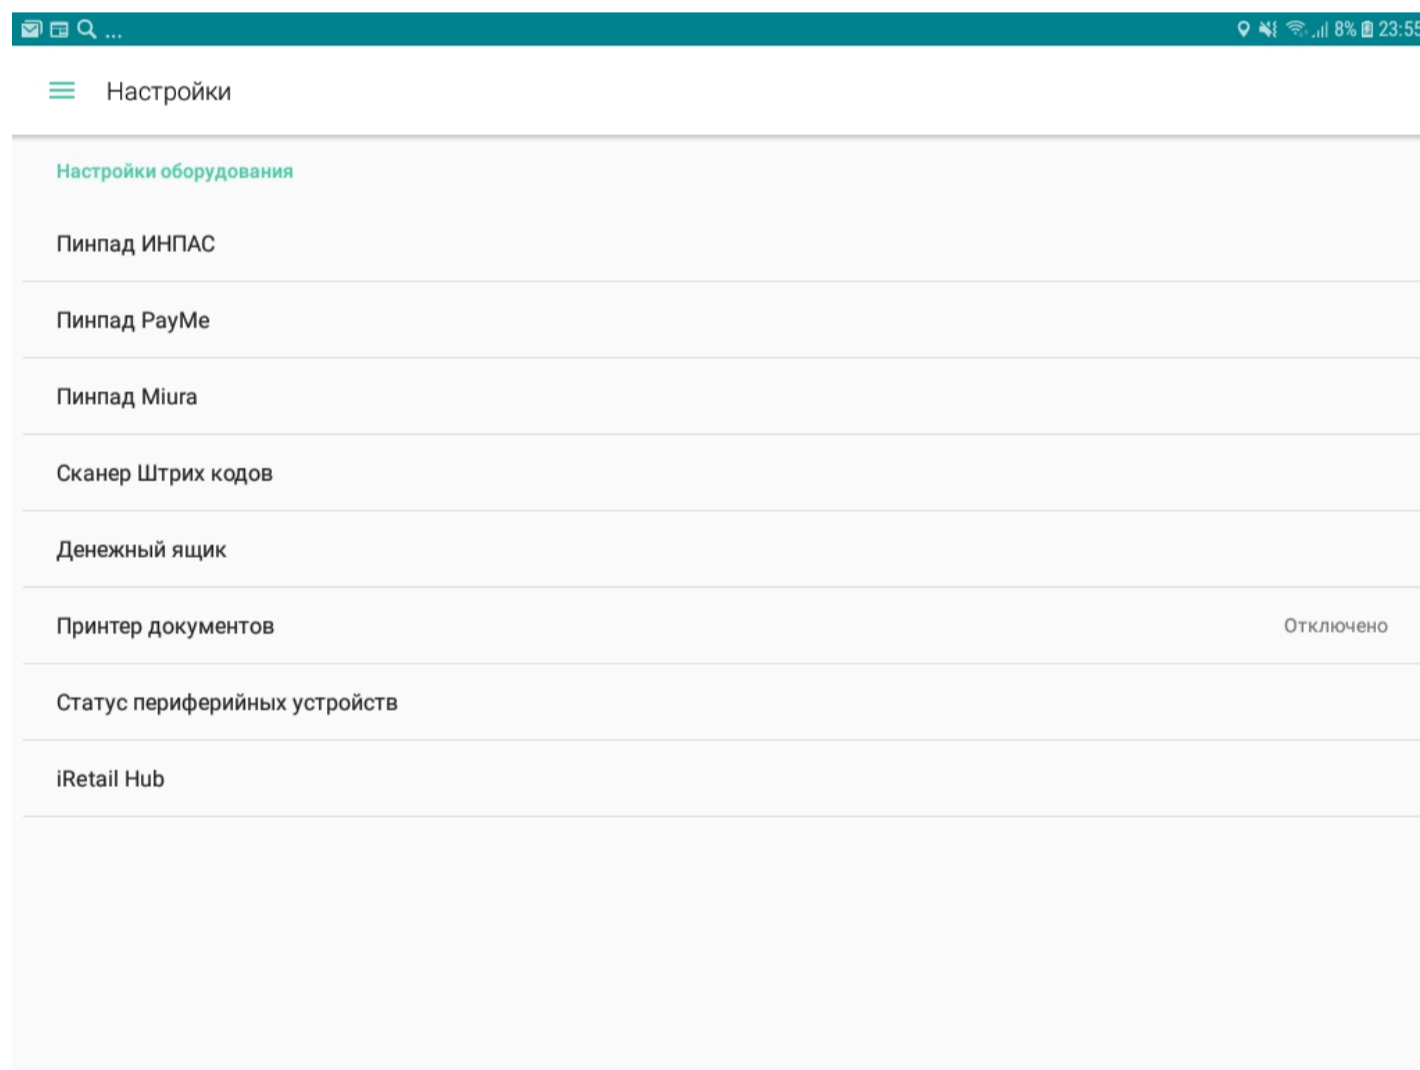 ... 8% 23:55
Настройки
Настройки оборудования
Пинпад ИНПАС
Пинпад PayMe
Пинпад Miura
Сканер Штрих кодов
Денежный ящик
Принтер документов Отключено
Статус периферийных устройств
iRetail Hub